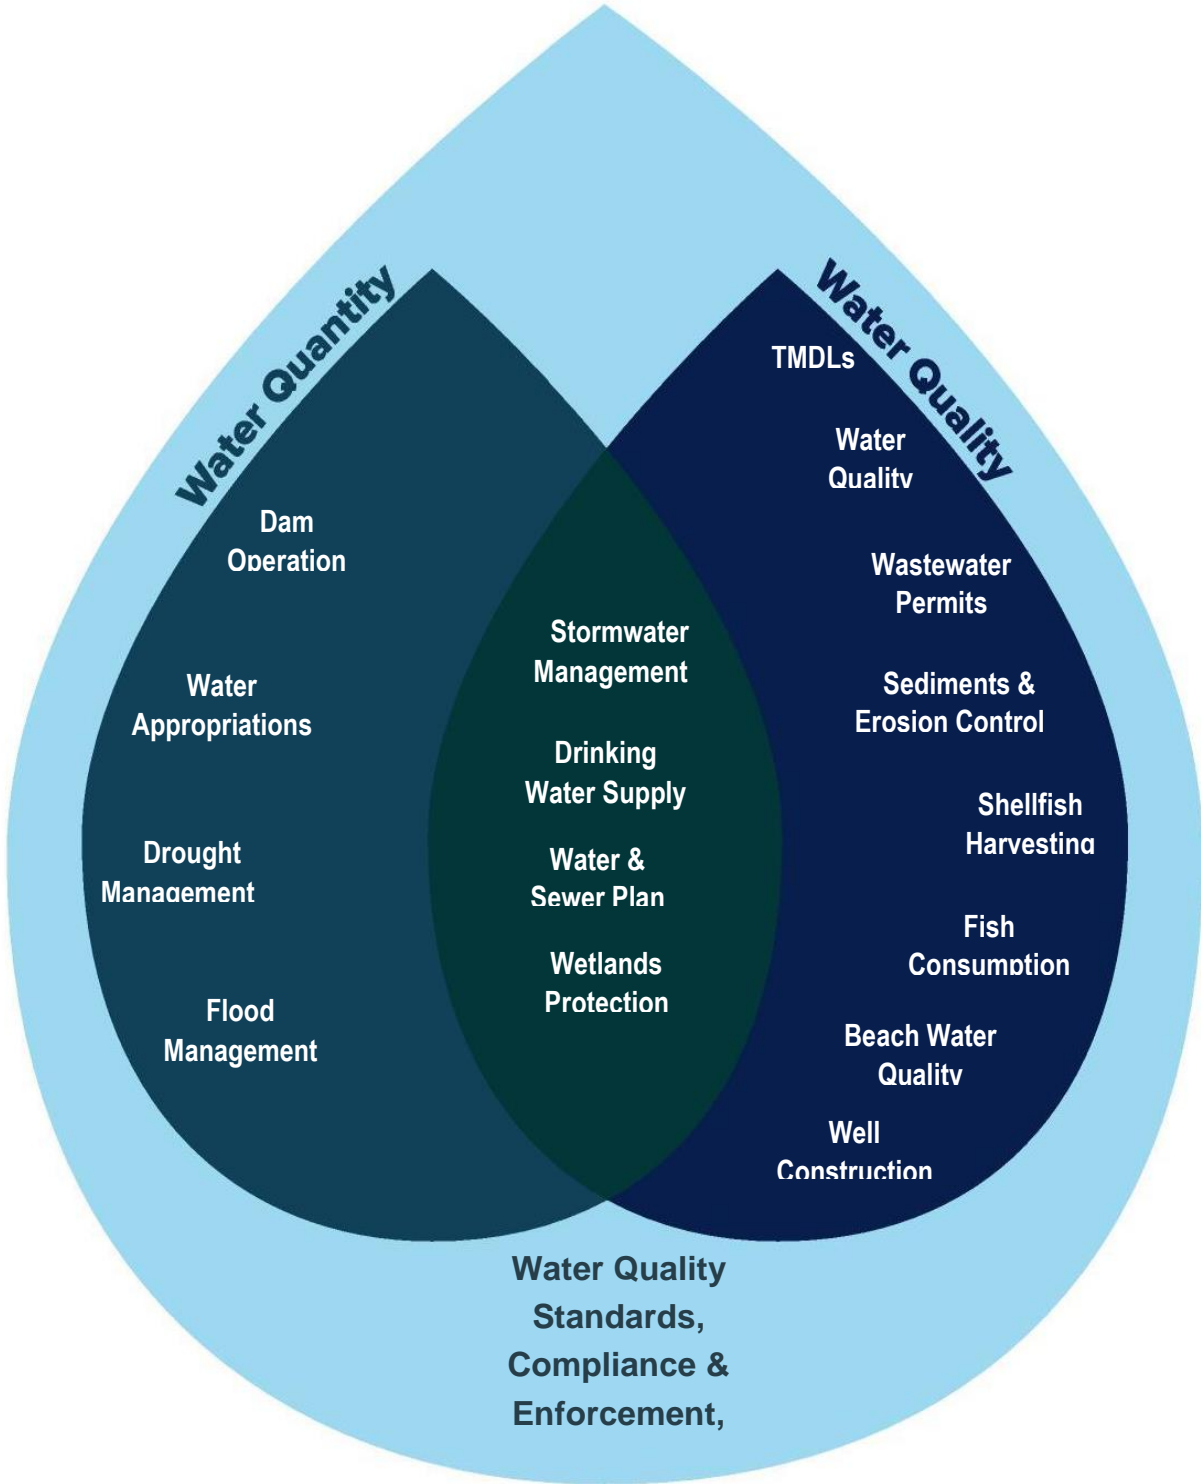 Water Quantity
Dam
Operation
Water
Appropriations
Drought
Management
Flood
Management
Stormwater
Management
Drinking
Water Supply
Water &
Sewer Plan
Wetlands
Protection
Water Quality
TMDLs
Water
Quality
Wastewater
Permits
Sediments &
Erosion Control
Shellfish
Harvesting
Fish
Consumption
Beach Water
Quality
Well
Construction
Water Quality
Standards,
Compliance &
Enforcement,